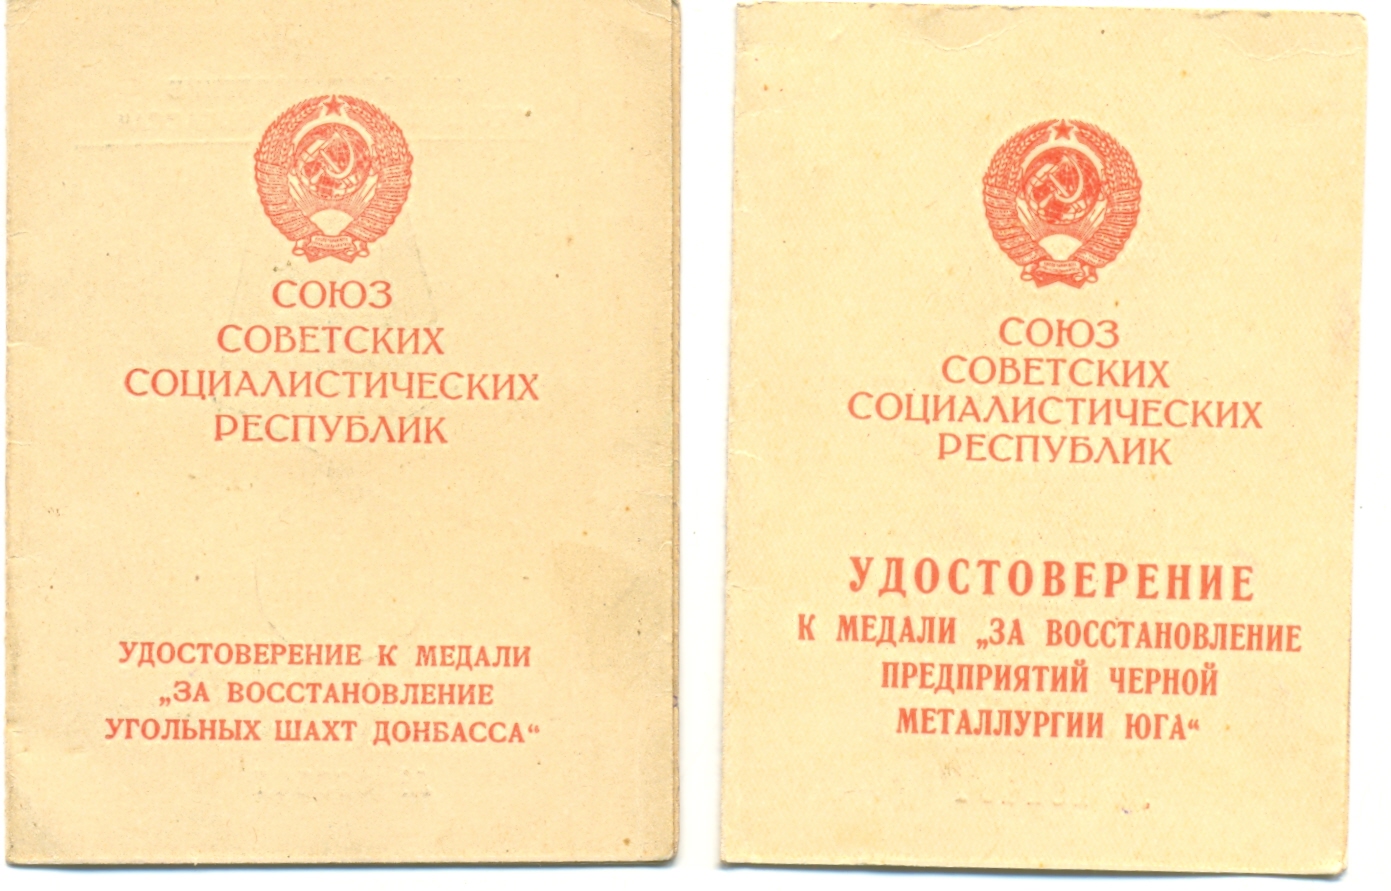 СОЮЗ
СОВЕТСКИХ
СОЦИАЛИСТИЧЕСКИХ
РЕСПУБЛИК
УДОСТОВЕРЕНИЕ К МЕДАЛИ
„ЗА ВОССТАНОВЛЕНИЕ
УГОЛЬНЫХ ШАХТ ДОНБАССА“
СОЮЗ
СОВЕТСКИХ
СОЦИАЛИСТИЧЕСКИХ
РЕСПУБЛИК
УДОСТОВЕРЕНИЕ
К МЕДАЛИ „ЗА ВОССТАНОВЛЕНИЕ
ПРЕДПРИЯТИЙ ЧЕРНОЙ
МЕТАЛЛУРГИИ ЮГА“